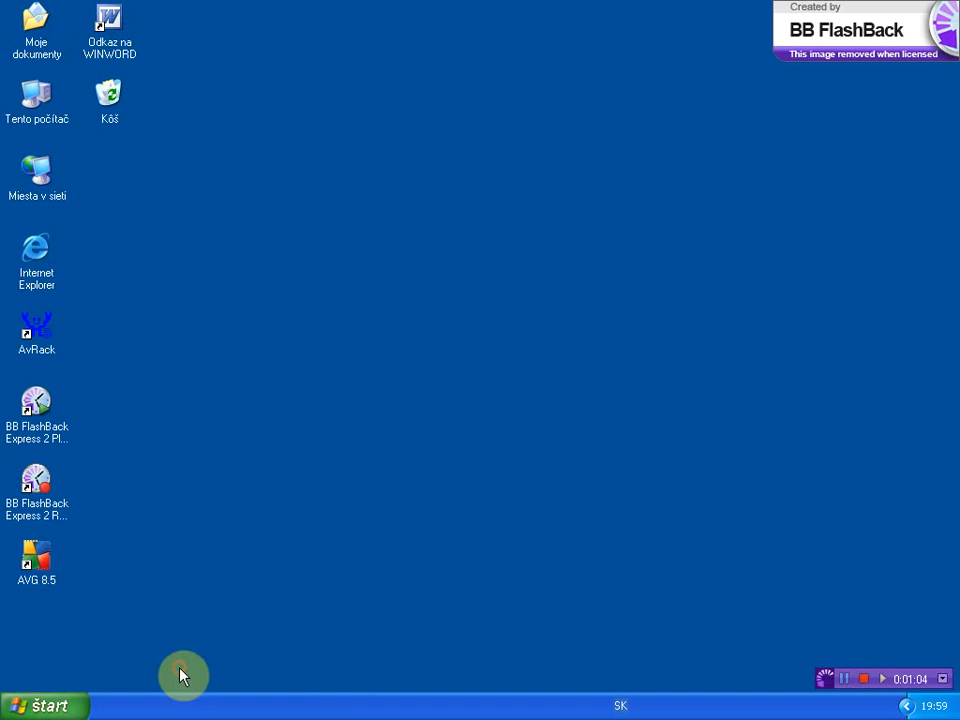 Created by
BB FlashBack
This image removed when licensed
Moje
dokumenty
Odkaz na
WINWORD
Tento počítač
Kôš
Miesta v sieti
Internet
Explorer
AvRack
BB FlashBack
Express 2 Pl...
BB FlashBack
Express 2 R...
AVG 8.5
0:01:04
štart
SK
19:59